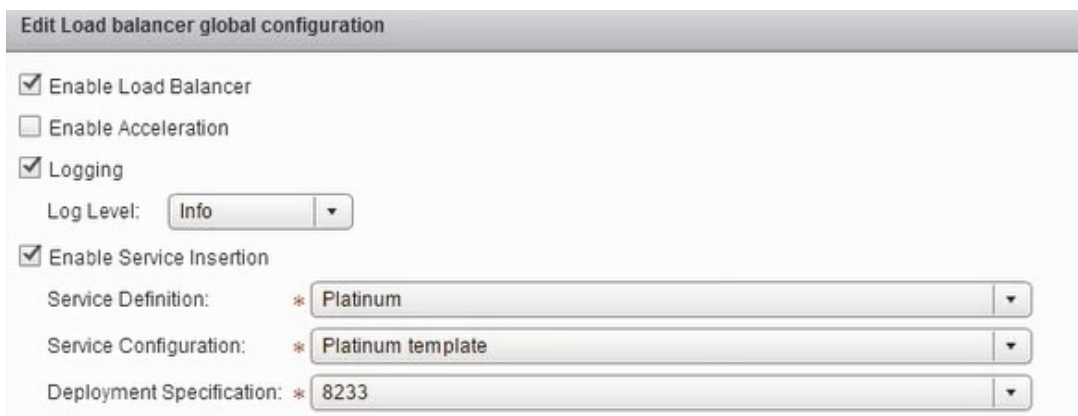 Edit Load balancer global configuration
Enable Load Balancer
Enable Acceleration
Logging
Log Level: Info
Enable Service Insertion
Service Definition: * Platinum
Service Configuration: * Platinum template
Deployment Specification: * 8233